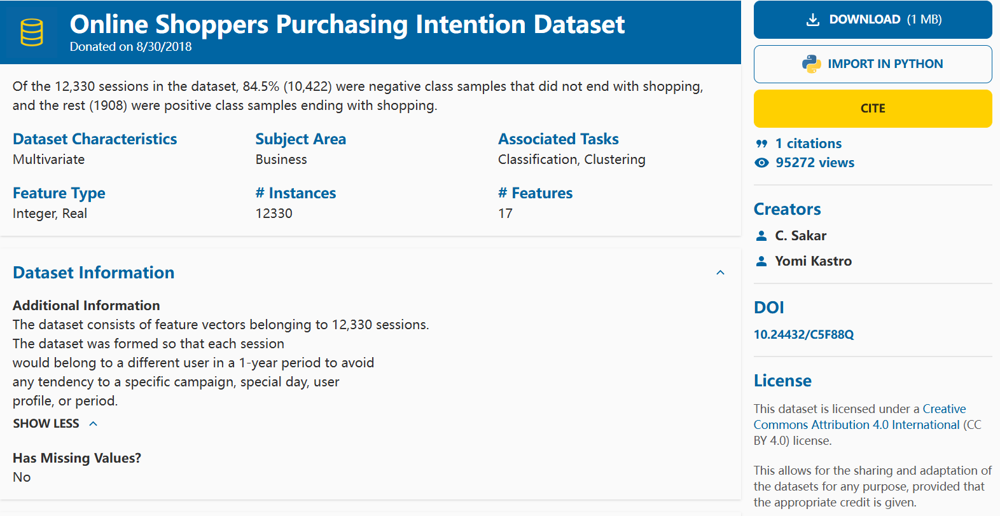 Online Shoppers Purchasing Intention Dataset
Donated on 8/30/2018
Of the 12,330 sessions in the dataset, 84.5% (10,422) were negative class samples that did not end with shopping,
and the rest (1908) were positive class samples ending with shopping.
Dataset Characteristics
Multivariate
Subject Area
Business
Associated Tasks
Classification, Clustering
Feature Type
Integer, Real
# Instances
12330
# Features
17
Dataset Information
Additional Information
The dataset consists of feature vectors belonging to 12,330 sessions.
The dataset was formed so that each session
would belong to a different user in a 1-year period to avoid
any tendency to a specific campaign, special day, user
profile, or period.
SHOW LESS
Has Missing Values?
No
DOWNLOAD (1 MB)
IMPORT IN PYTHON
CITE
1 citations
95272 views
Creators
C. Sakar
Yomi Kastro
DOI
10.24432/C5F88Q
License
This dataset is licensed under a Creative
Commons Attribution 4.0 International (CC
BY 4.0) license.
This allows for the sharing and adaptation of
the datasets for any purpose, provided that
the appropriate credit is given.